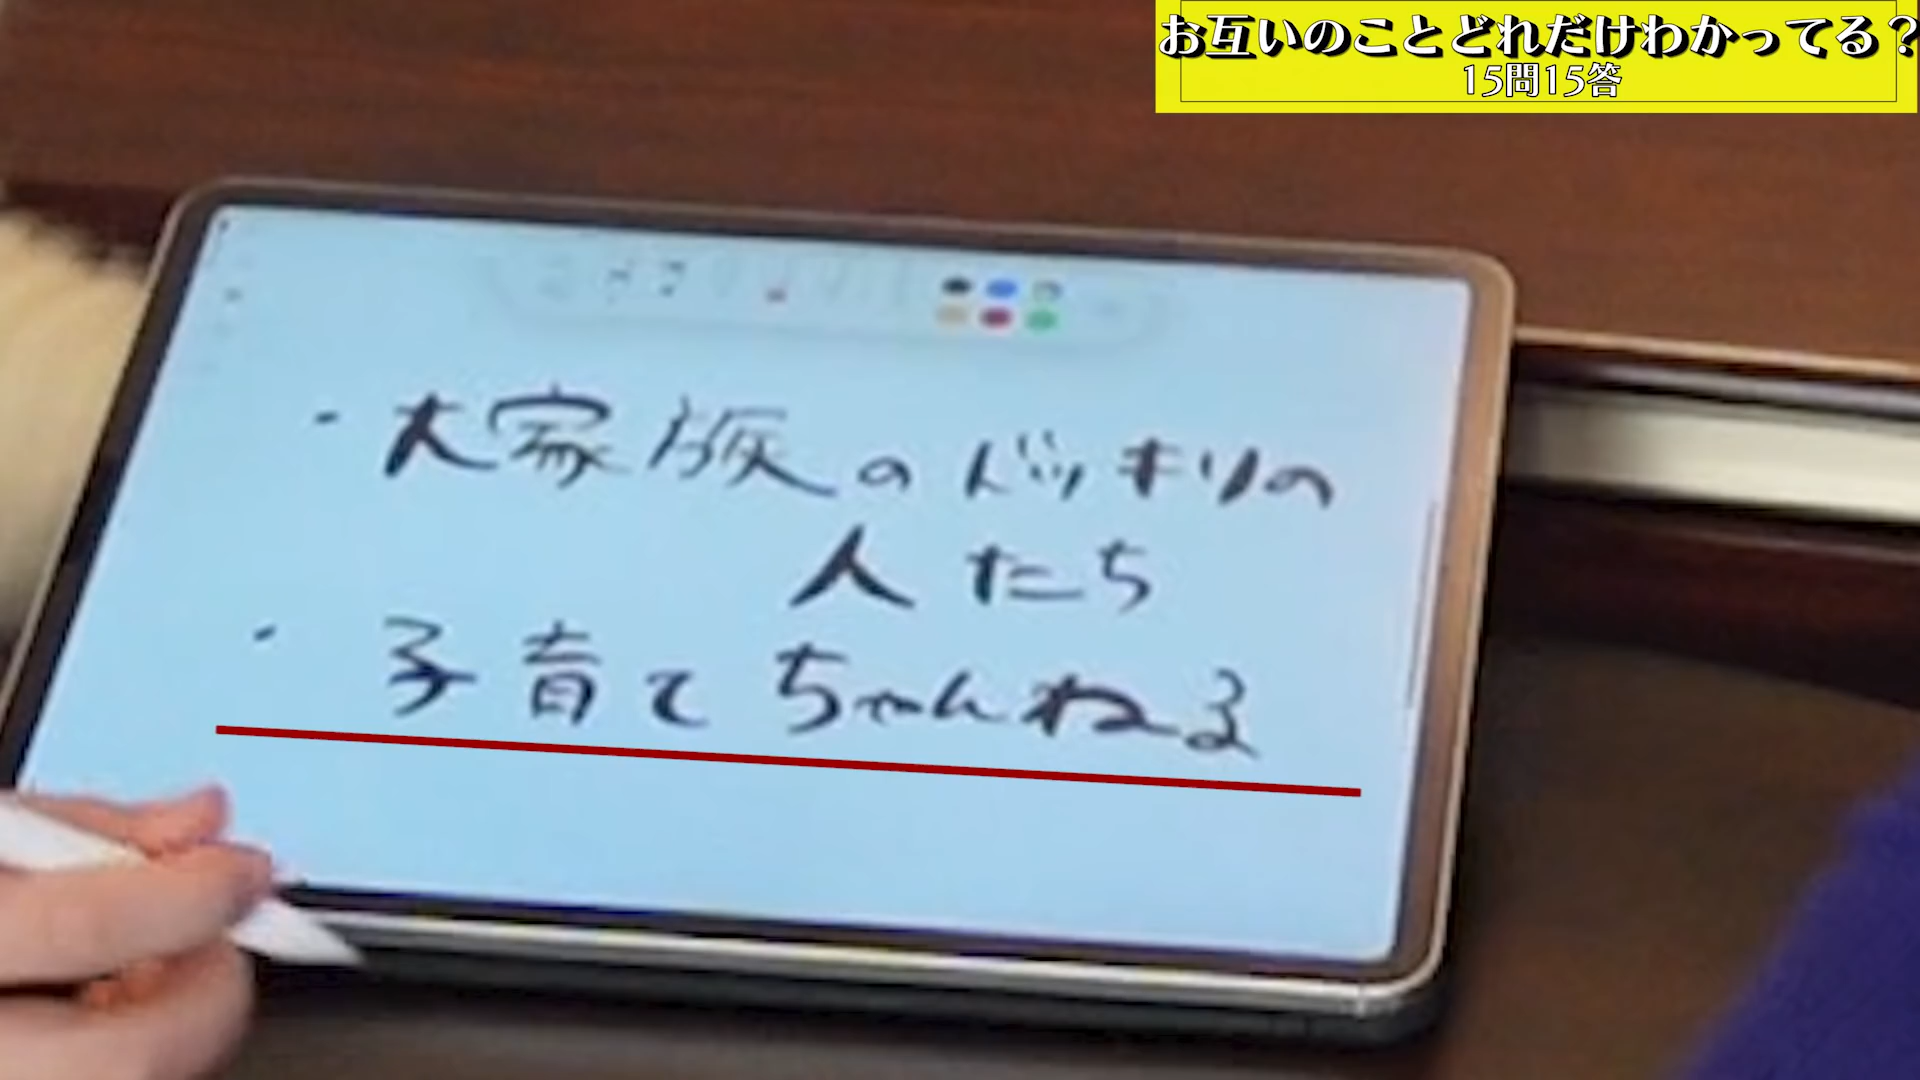 お互いのことどれだけわかってる？
15問15答
・大家族のドッキリの
人たち
・子育てちゃんねる